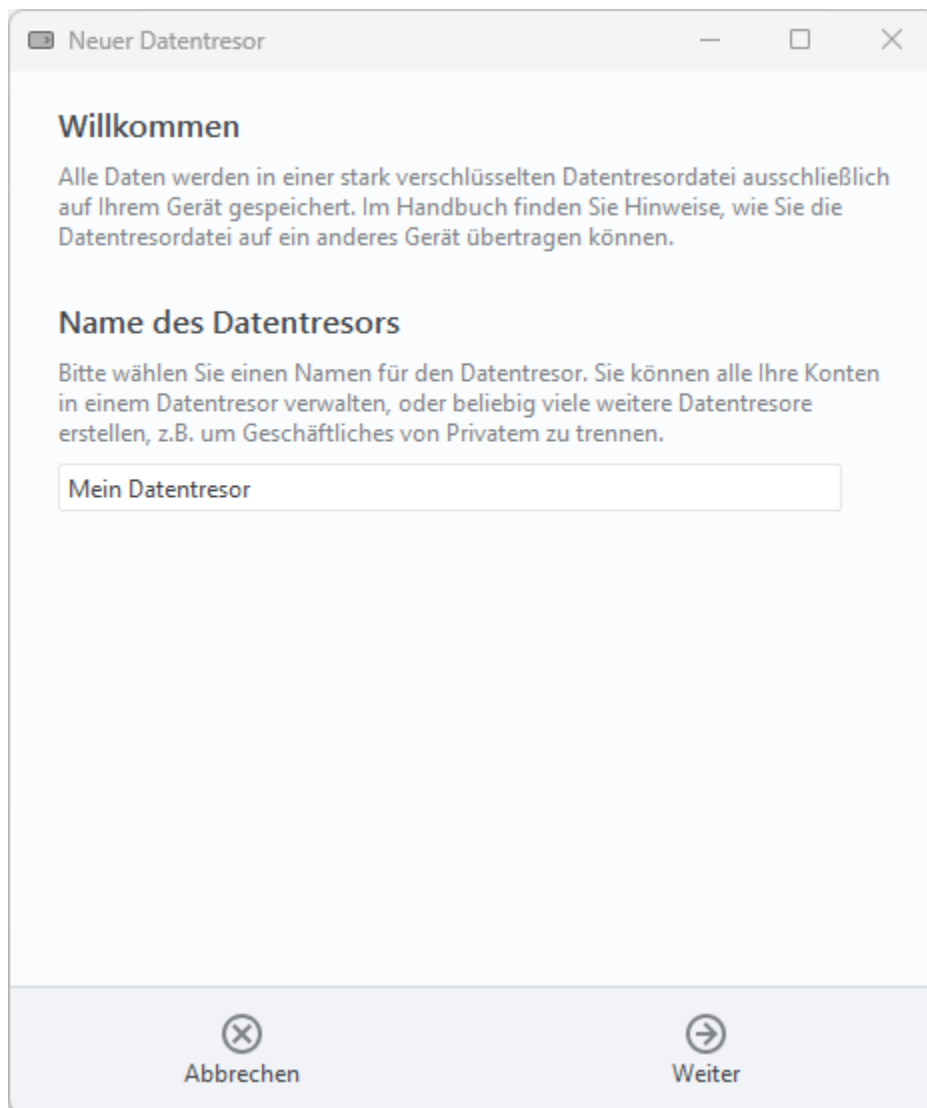 Neuer Datentresor
Willkommen
Alle Daten werden in einer stark verschlüsselten Datentresordatei ausschließlich
auf Ihrem Gerät gespeichert. Im Handbuch finden Sie Hinweise, wie Sie die
Datentresordatei auf ein anderes Gerät übertragen können.
Name des Datentresors
Bitte wählen Sie einen Namen für den Datentresor. Sie können alle Ihre Konten
in einem Datentresor verwalten, oder beliebig viele weitere Datentresore
erstellen, z.B. um Geschäftliches von Privatem zu trennen.
Mein Datentresor
Abbrechen
Weiter